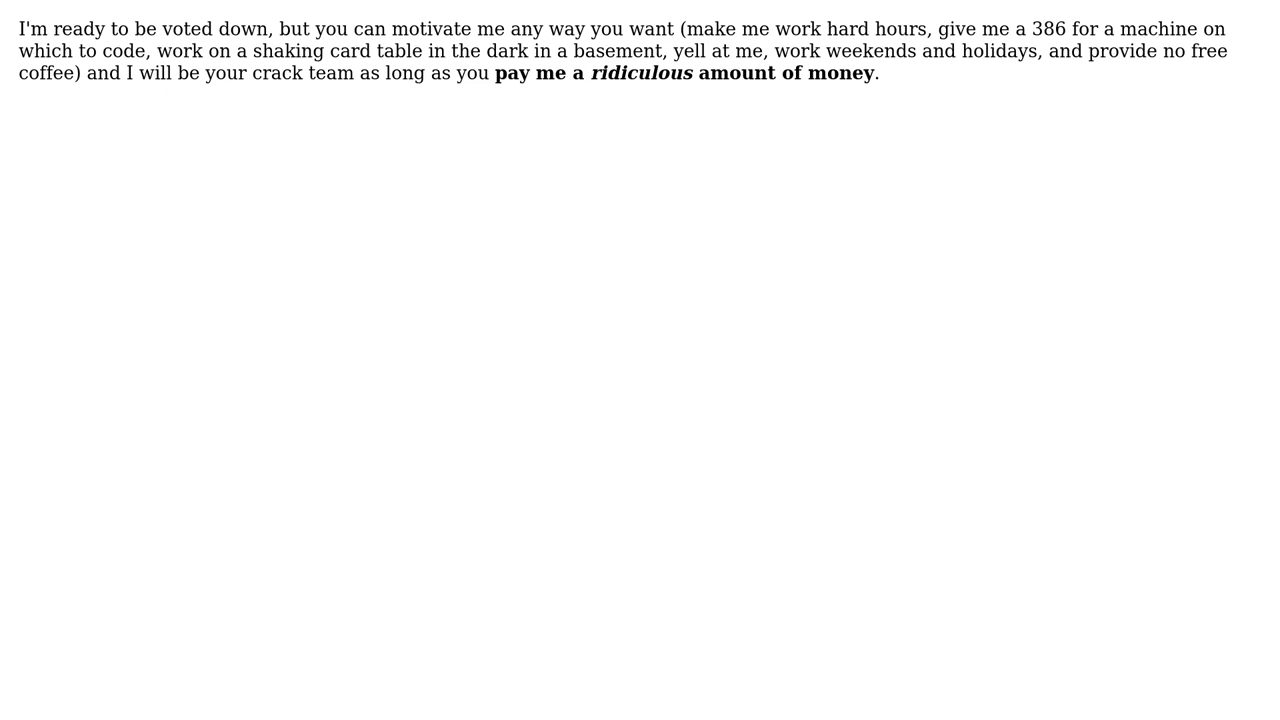 I'm ready to be voted down, but you can motivate me any way you want (make me work hard hours, give me a 386 for a machine on
which to code, work on a shaking card table in the dark in a basement, yell at me, work weekends and holidays, and provide no free
coffee) and I will be your crack team as long as you pay me a ridiculous amount of money.